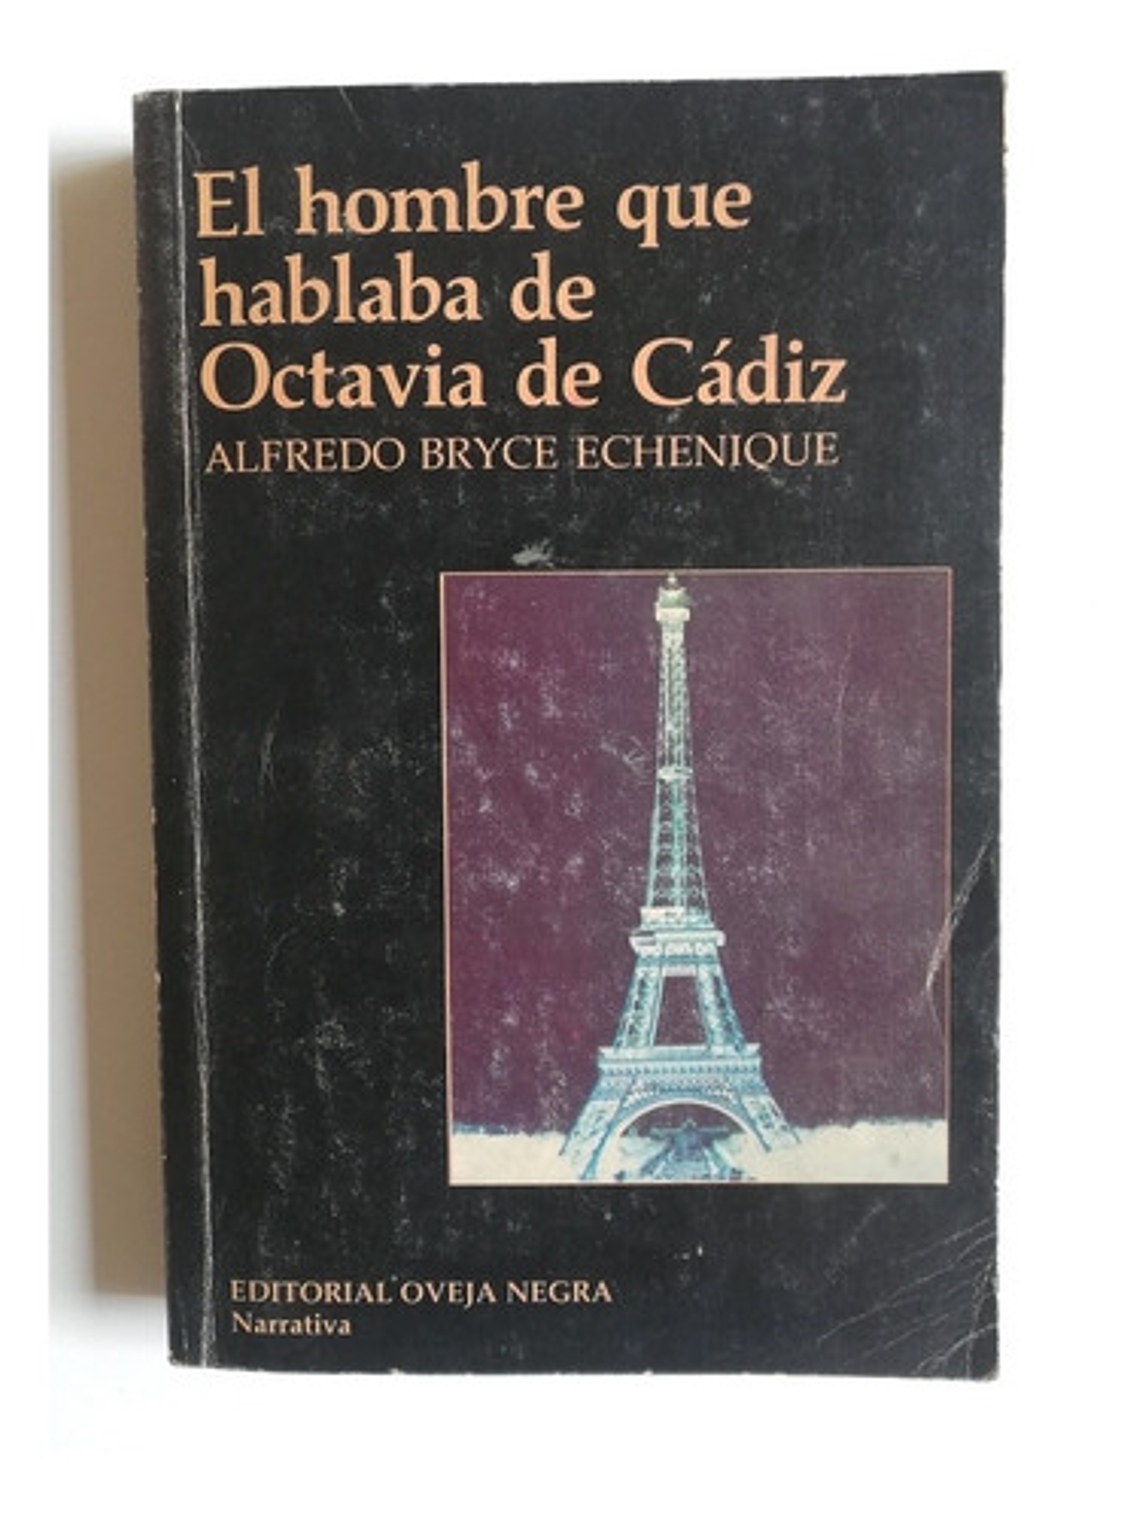 El hombre que
hablaba de
Octavia de Cádiz
ALFREDO BRYCE ECHENIQUE
EDITORIAL OVEJA NEGRA
Narrativa